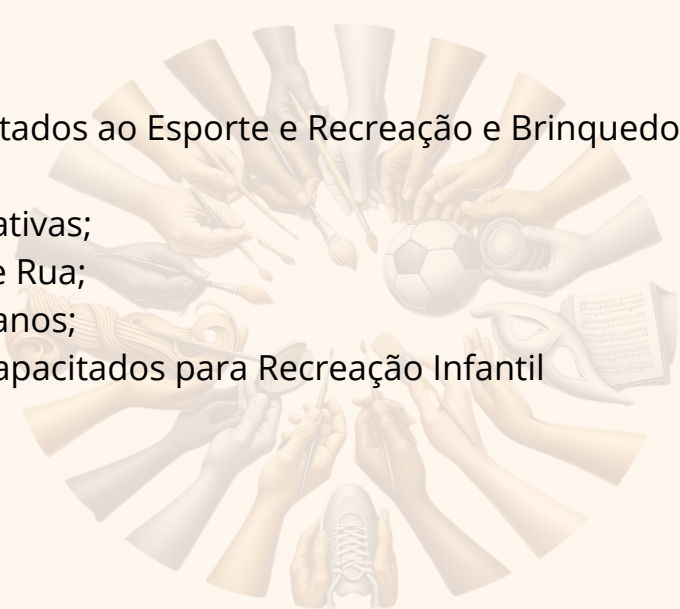 tados ao Esporte e Recreação e Brinquedo
ativas;
e Rua;
anos;
apacitados para Recreação Infantil